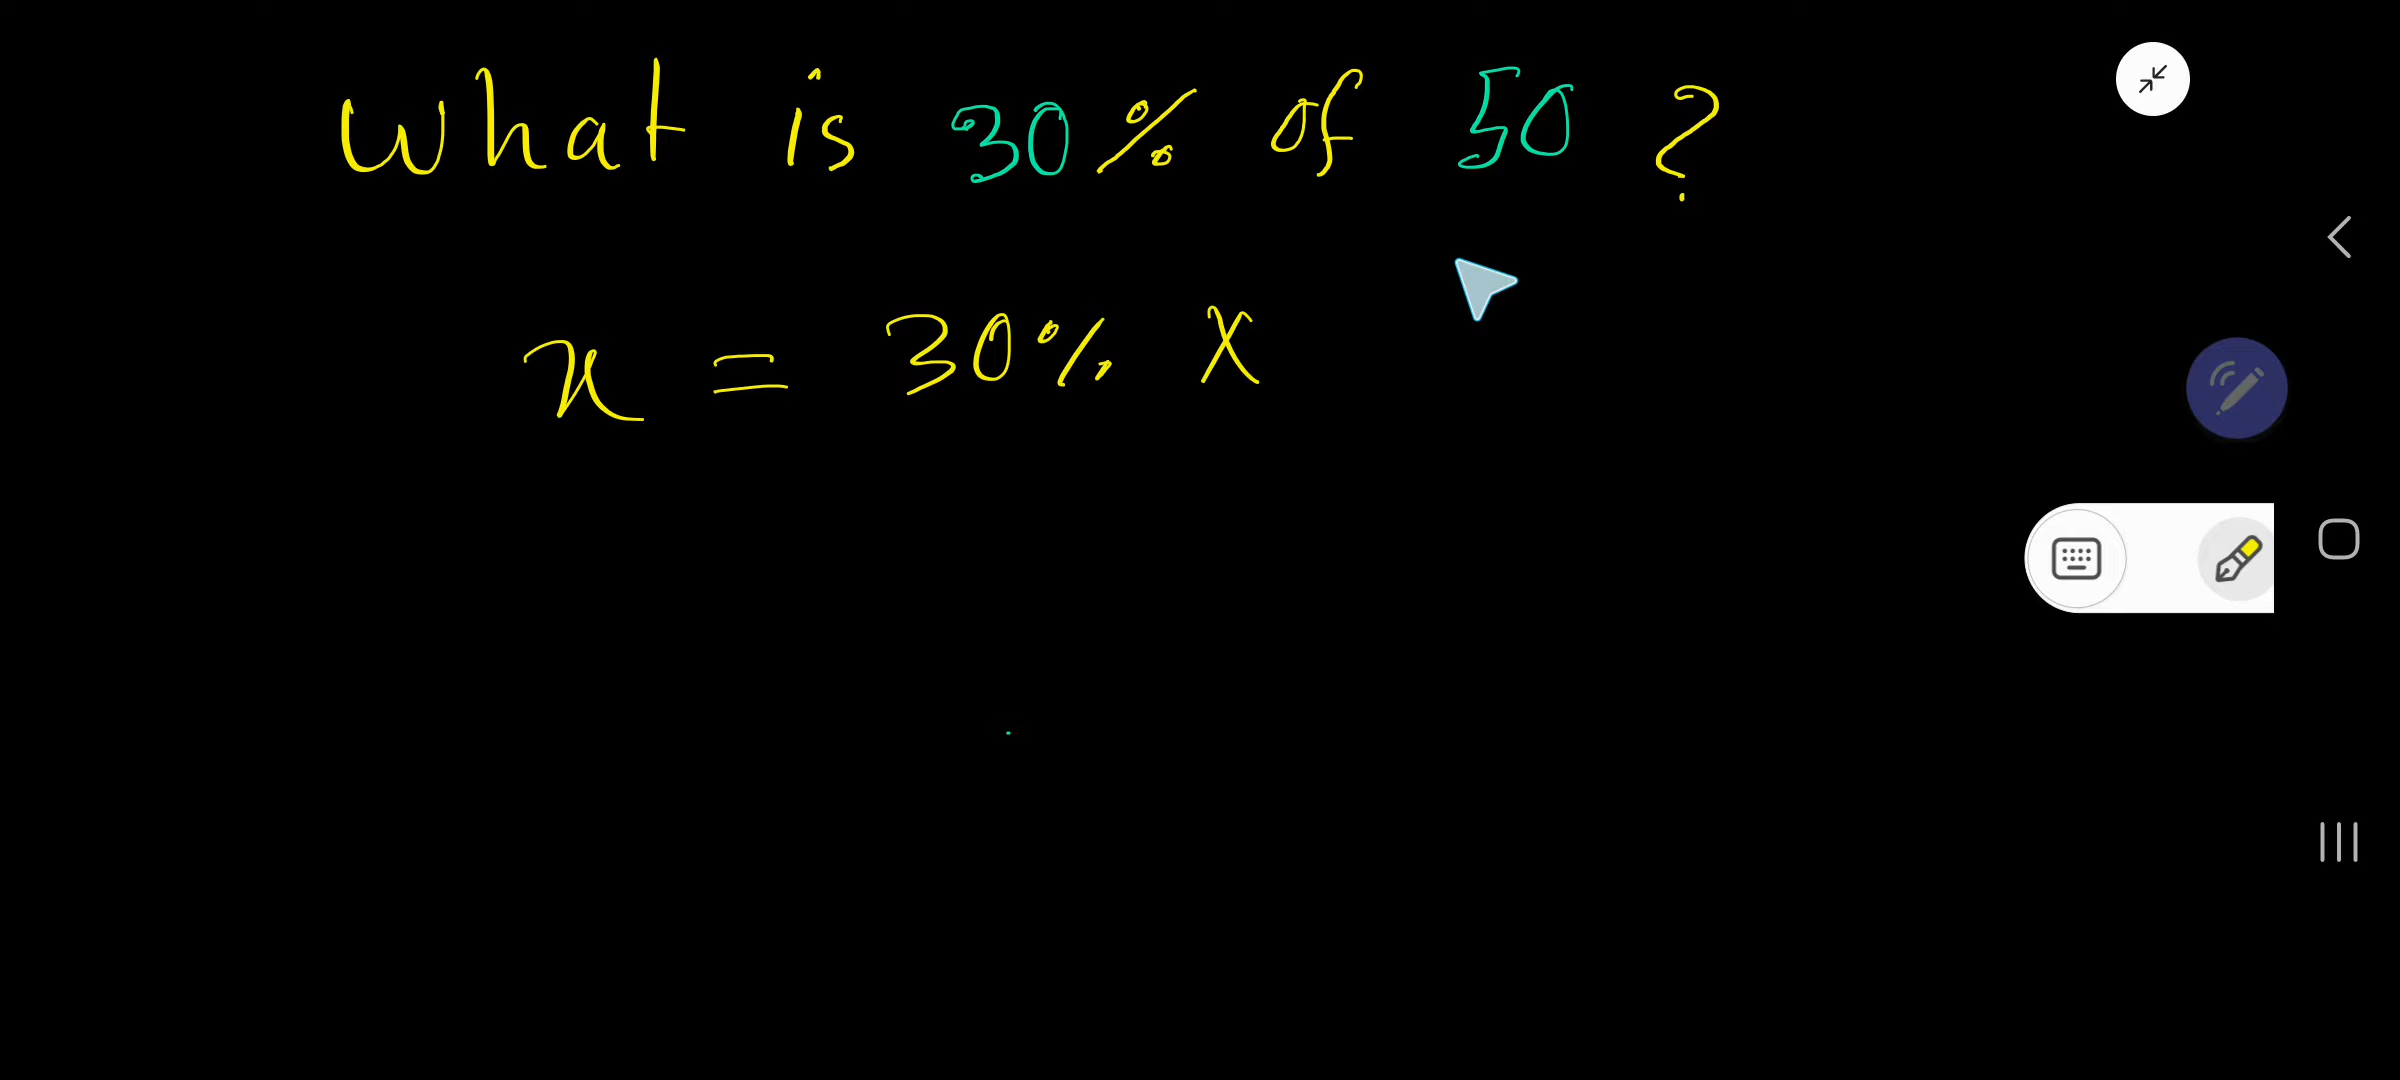 What is 30% of 50 ?
x = 30% X